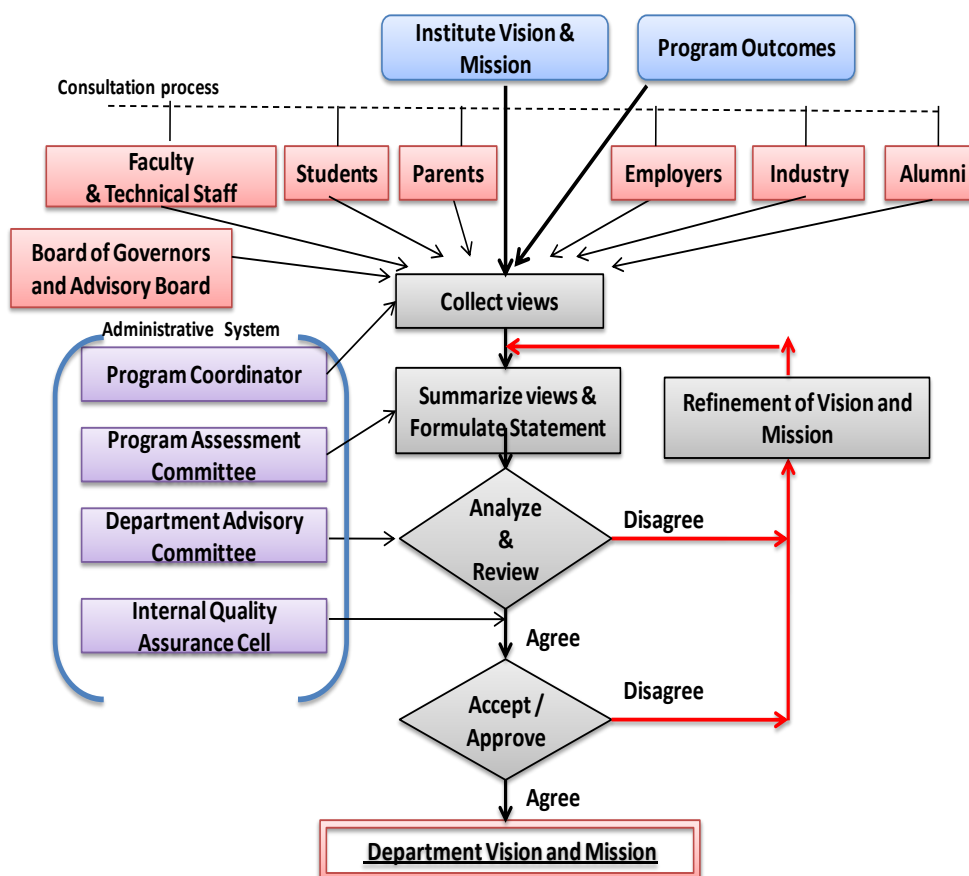 Institute Vision &
Mission
Program Outcomes
Consultation process
Faculty
& Technical Staff
Students
Parents
Employers
Industry
Alumni
Board of Governors
and Advisory Board
Collect views
Administrative System
Program Coordinator
Summarize views &
Formulate Statement
Refinement of Vision and
Mission
Program Assessment
Committee
Analyze
&
Review
Disagree
Department Advisory
Committee
Internal Quality
Assurance Cell
Agree
Accept /
Approve
Disagree
Agree
Department Vision and Mission